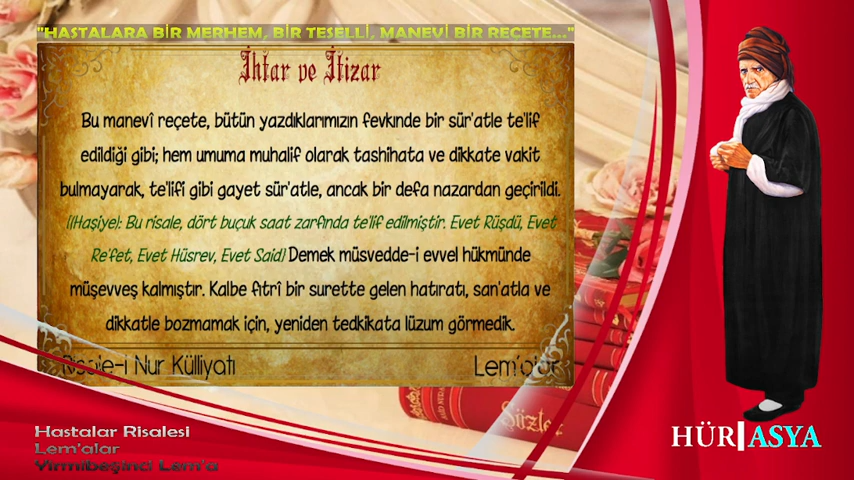 "HASTALARA BİR MERHEM, BİR TESELLİ, MANEVİ BİR REÇETE..."
İhtar ve İtizar
Bu manevî reçete, bütün yazdıklarımızın fevkınde bir sür'atle te'lif
edildiği gibi; hem umuma muhalif olarak tashihata ve dikkate vakit
bulmayarak, te'lifi gibi gayet sür'atle, ancak bir defa nazardan geçirildi.
((Haşiye): Bu risale, dört buçuk saat zarfında te'lif edilmiştir. Evet Rüşdü, Evet
Re'fet, Evet Hüsrev, Evet Said) Demek müsvedde-i evvel hükmünde
müşevveş kalmıştır. Kalbe fıtrî bir surette gelen hatıratı, san'atla ve
dikkatle bozmamak için, yeniden tedkikata lüzum görmedik.
Risale-i Nur Külliyatı
Lem'alar
Sözler
Hastalar Risalesi
Lem'alar
Yirmibeşinci Lem'a
HÜR ASYA